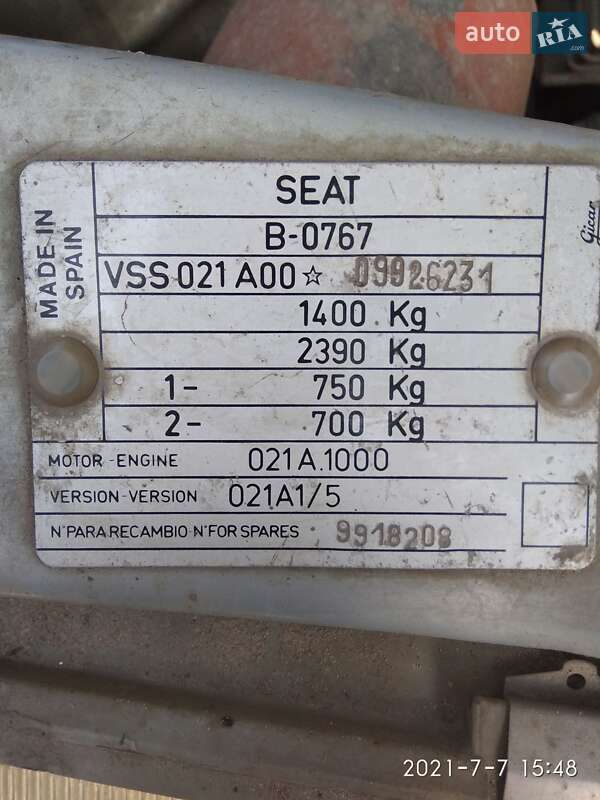 auto RIA.com
MADE IN SPAIN
SEAT
Gicar
B-0767
VSS 021 A00 ☆ 09926231
1400 Kg
2390 Kg
1- 750 Kg
2- 700 Kg
MOTOR-ENGINE 021A.1000
VERSION-VERSION 021A1/5
N°PARA RECAMBIO-N°FOR SPARES 9918208
2021-7-7 15:48